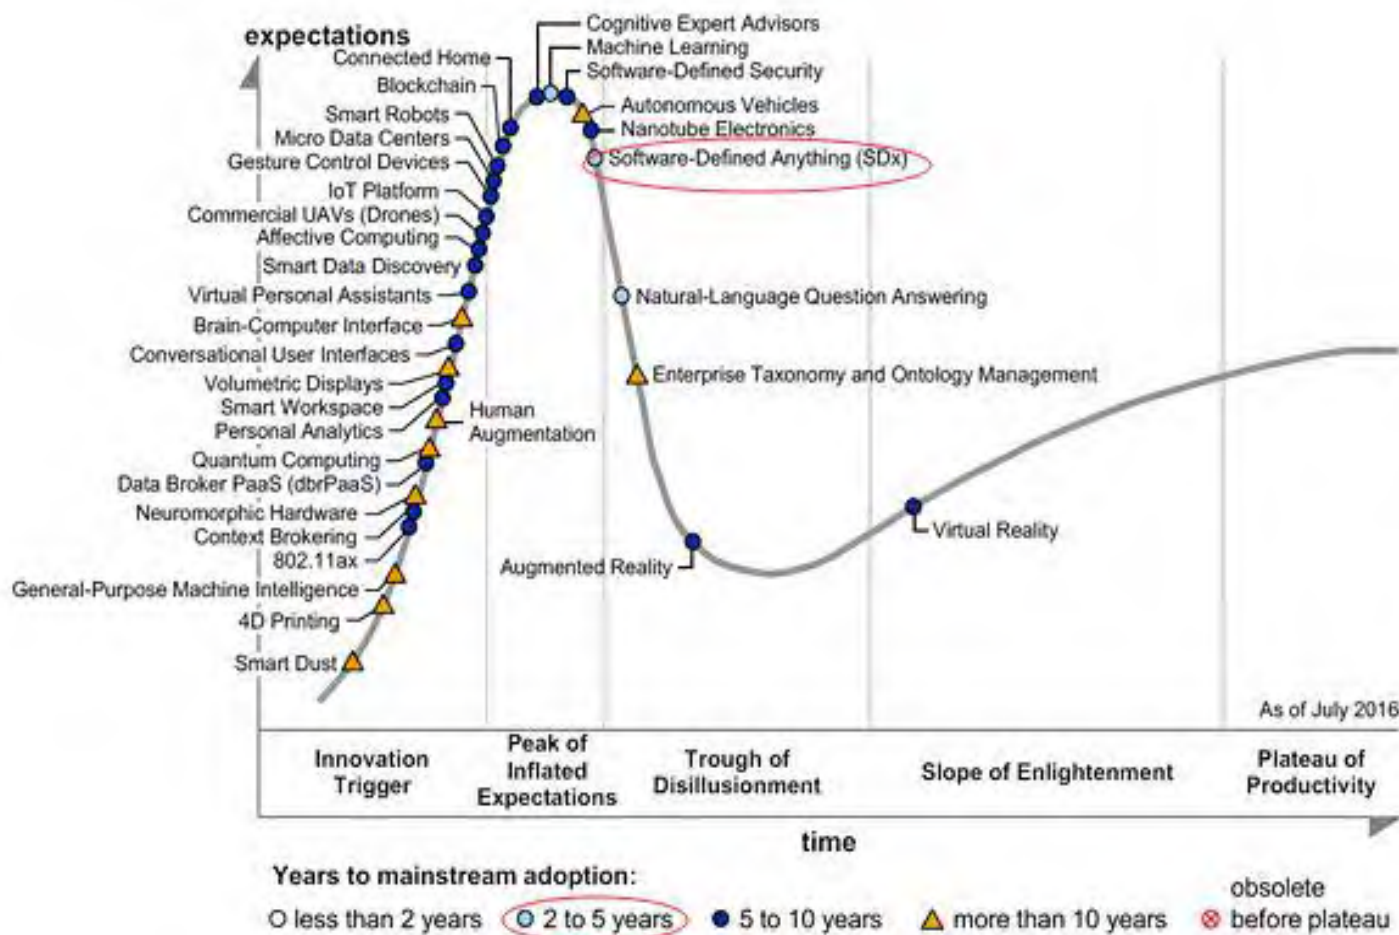 expectations
Cognitive Expert Advisors
Connected Home
Machine Learning
Blockchain
Software-Defined Security
Smart Robots
Autonomous Vehicles
Micro Data Centers
Nanotube Electronics
Gesture Control Devices
Software-Defined Anything (SDx)
IoT Platform
Commercial UAVs (Drones)
Affective Computing
Smart Data Discovery
Virtual Personal Assistants
Natural-Language Question Answering
Brain-Computer Interface
Conversational User Interfaces
Volumetric Displays
Enterprise Taxonomy and Ontology Management
Smart Workspace
Personal Analytics
Human
Augmentation
Quantum Computing
Data Broker PaaS (dbrPaaS)
Neuromorphic Hardware
Context Brokering
802.11ax
Virtual Reality
Augmented Reality
General-Purpose Machine Intelligence
4D Printing
Smart Dust
As of July 2016
Innovation
Trigger
Peak of
Inflated
Expectations
Trough of
Disillusionment
Slope of Enlightenment
Plateau of
Productivity
time
Years to mainstream adoption:
less than 2 years
2 to 5 years
5 to 10 years
more than 10 years
obsolete
before plateau